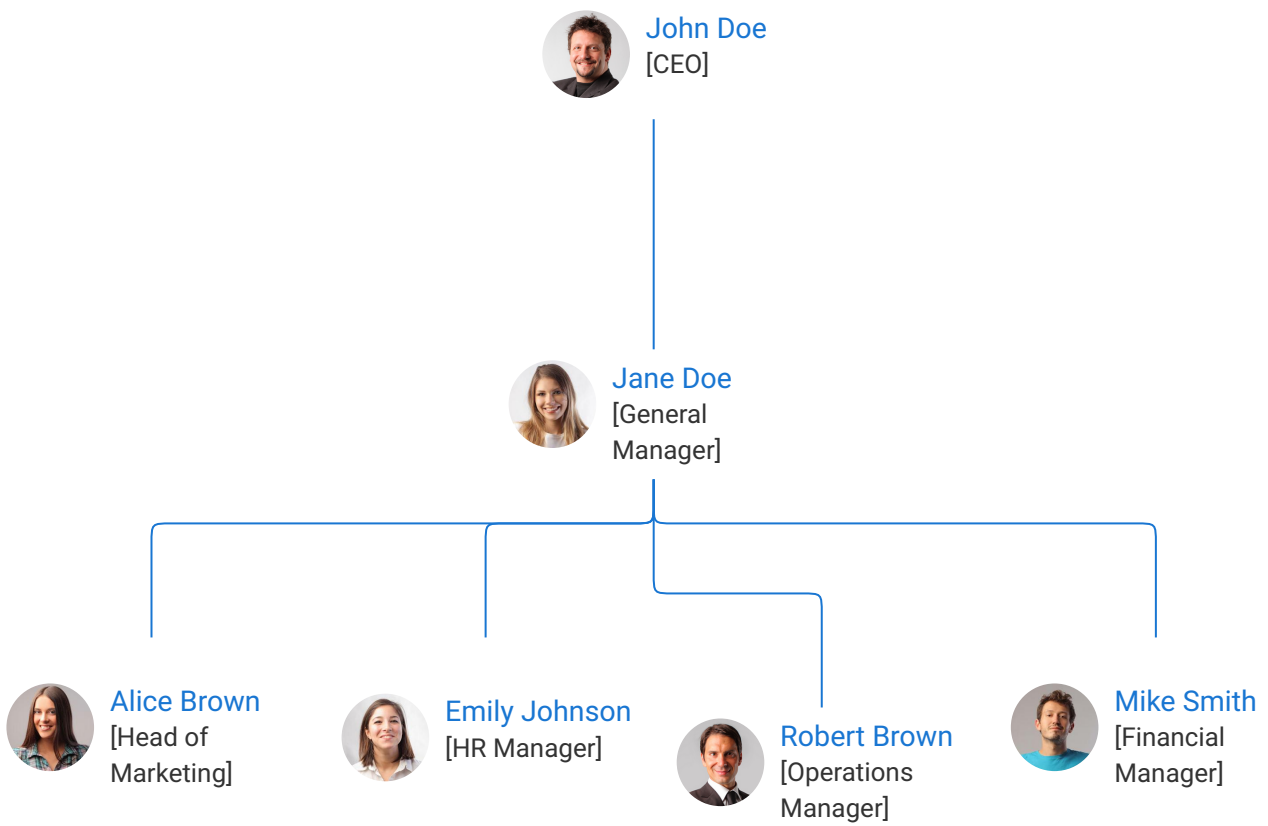 John Doe
[CEO]
Jane Doe
[General
Manager]
Alice Brown
[Head of
Marketing]
Emily Johnson
[HR Manager]
Robert Brown
[Operations
Manager]
Mike Smith
[Financial
Manager]